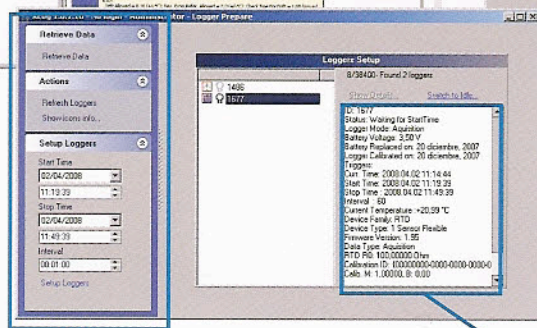 - Logger Prepare
Retrieve Data
Retrieve Data
Actions
Refresh Loggers
Show icons info...
Setup Loggers
Start Time
02/04/2008
11:19:39
Stop Time
02/04/2008
11:49:39
Interval
00:01:00
Setup Loggers
Loggers Setup
8/38400- Found 2 loggers
1486
1677
Show Details...
Switch to Idle...
ID: 1677
Status: Waiting for StartTime
Logger Mode: Aquisition
Battery Voltage: 3,50 V
Battery Replaced on: 20 diciembre, 2007
Logger Calibrated on: 20 diciembre, 2007
Triggers:
Curr. Time: 2008.04.02 11:14:44
Start Time: 2008.04.02 11:19:39
Stop Time : 2008.04.02 11:49:39
Interval : 60
Current Temperature: +20,99 °C
Device Family: RTD
Device Type: 1 Sensor Flexible
Firmware Version: 1.95
Data Type: Aquisition
RTD R0: 100,00000 Ohm
Calib. M: 1,00000, B: 0,00